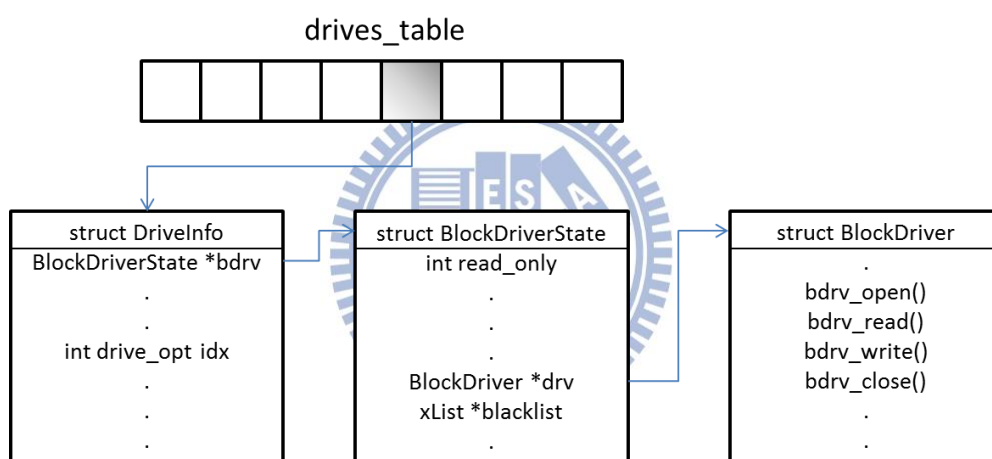 drives_table
struct DriveInfo
BlockDriverState *bdrv
.
.
int drive_opt idx
.
.
.
struct BlockDriverState
int read_only
.
.
.
BlockDriver *drv
xList *blacklist
.
struct BlockDriver
.
bdrv_open()
bdrv_read()
bdrv_write()
bdrv_close()
.
.
ESA